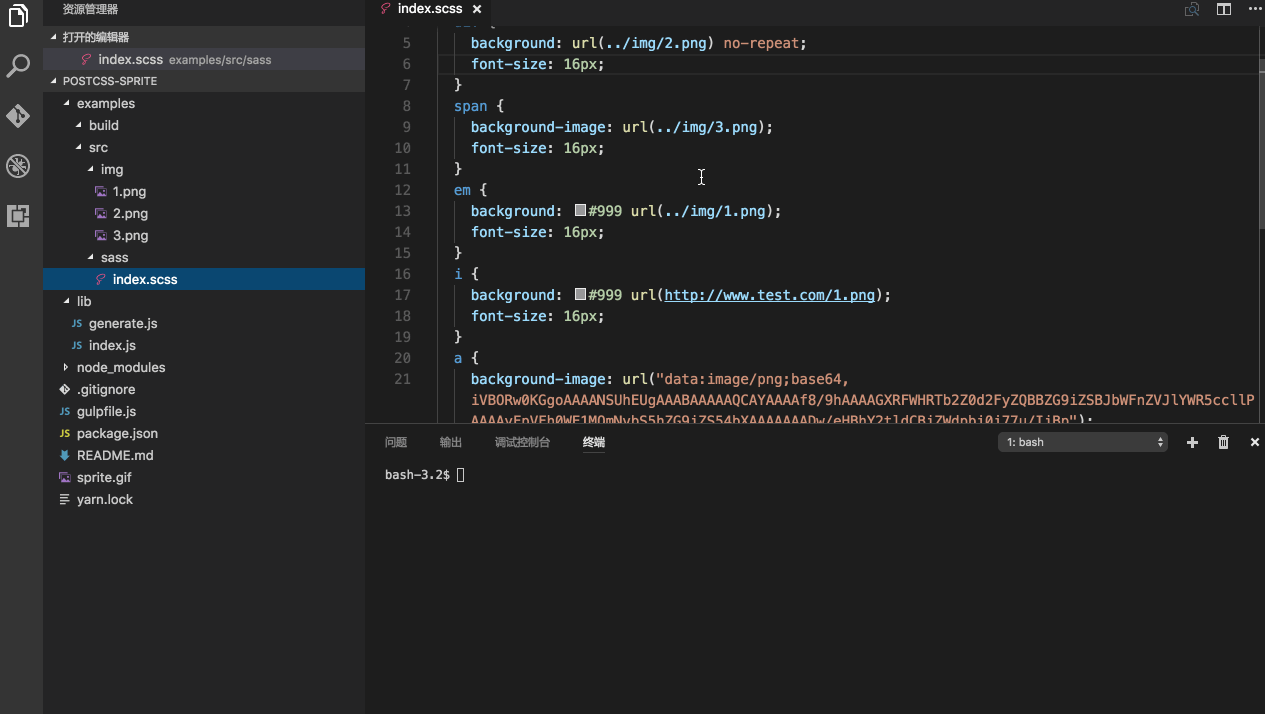 资源管理器
打开的编辑器
index.scss examples/src/sass
POSTCSS-SPRITE
examples
build
src
img
1.png
2.png
3.png
sass
index.scss
lib
JS generate.js
JS index.js
node_modules
.gitignore
JS gulpfile.js
JS package.json
README.md
sprite.gif
yarn.lock
index.scss ×
5 background: url(../img/2.png) no-repeat;
6 font-size: 16px;
7 }
8 span {
9 background-image: url(../img/3.png);
10 font-size: 16px;
11 }
12 em {
13 background: #999 url(../img/1.png);
14 font-size: 16px;
15 }
16 i {
17 background: #999 url(http://www.test.com/1.png);
18 font-size: 16px;
19 }
20 a {
21 background-image: url("data:image/png;base64,
iVBORw0KGgoAAAANSUhEUgAAABAAAAAQCAYAAAAf8/9hAAAAGXRFWHRTb2Z0d2FyZQBBZG9iZSBJbWFnZVJlYWR5ccllP
问题 输出 调试控制台 终端
1: bash
bash-3.2$